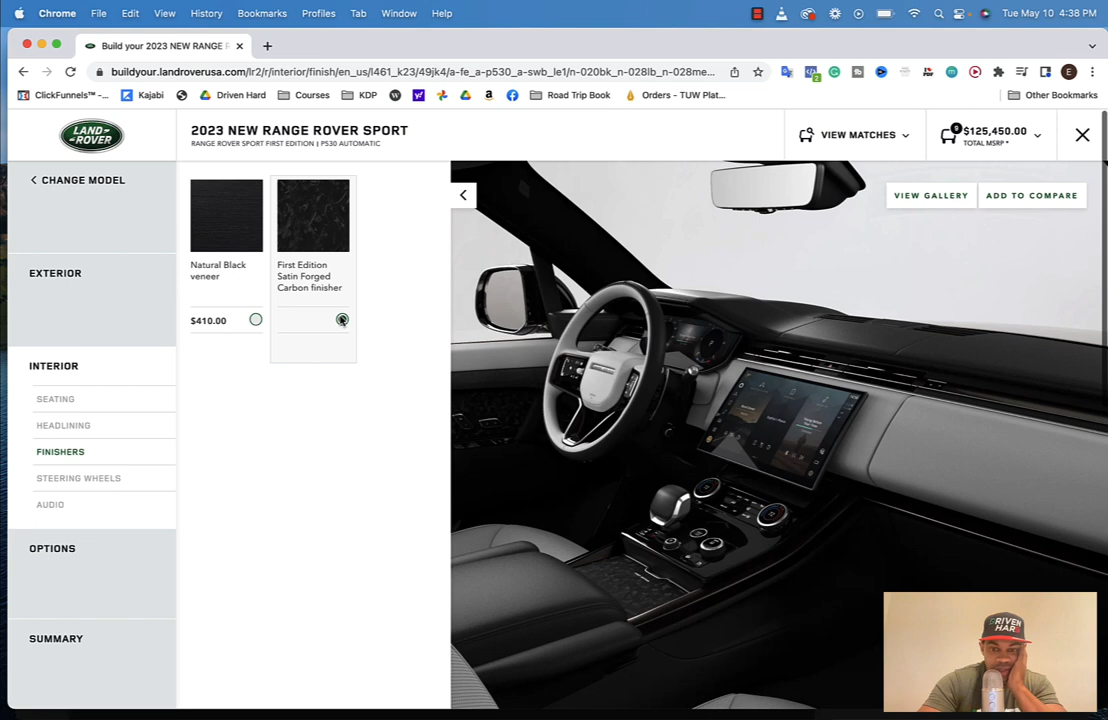 Chrome File Edit View History Bookmarks Profiles Tab Window Help
Tue May 10 4:38 PM
Build your 2023 NEW RANGE R
buildyour.landroverusa.com/lr2/r/interior/finish/en_us/l461_k23/49jk4/a-fe_a-p530_a-swb_le1/n-020bk_n-028lb_n-028me...
ClickFunnels™ -... Kajabi Driven Hard Courses KDP Road Trip Book Orders - TUW Plat... Other Bookmarks
LAND-
ROVER
2023 NEW RANGE ROVER SPORT
RANGE ROVER SPORT FIRST EDITION | P530 AUTOMATIC
VIEW MATCHES
$125,450.00
TOTAL MSRP *
CHANGE MODEL
EXTERIOR
INTERIOR
SEATING
HEADLINING
FINISHERS
STEERING WHEELS
AUDIO
OPTIONS
SUMMARY
Natural Black
veneer
$410.00
First Edition
Satin Forged
Carbon finisher
VIEW GALLERY
ADD TO COMPARE
DRIVEN
HARD